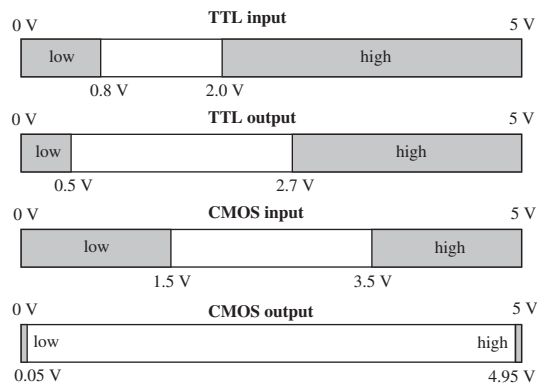 0 V TTL input 5 V
low high
0.8 V 2.0 V
TTL output
0 V 5 V
low high
0.5 V 2.7 V
0 V CMOS input 5 V
low high
1.5 V 3.5 V
0 V CMOS output 5 V
low high
0.05 V 4.95 V